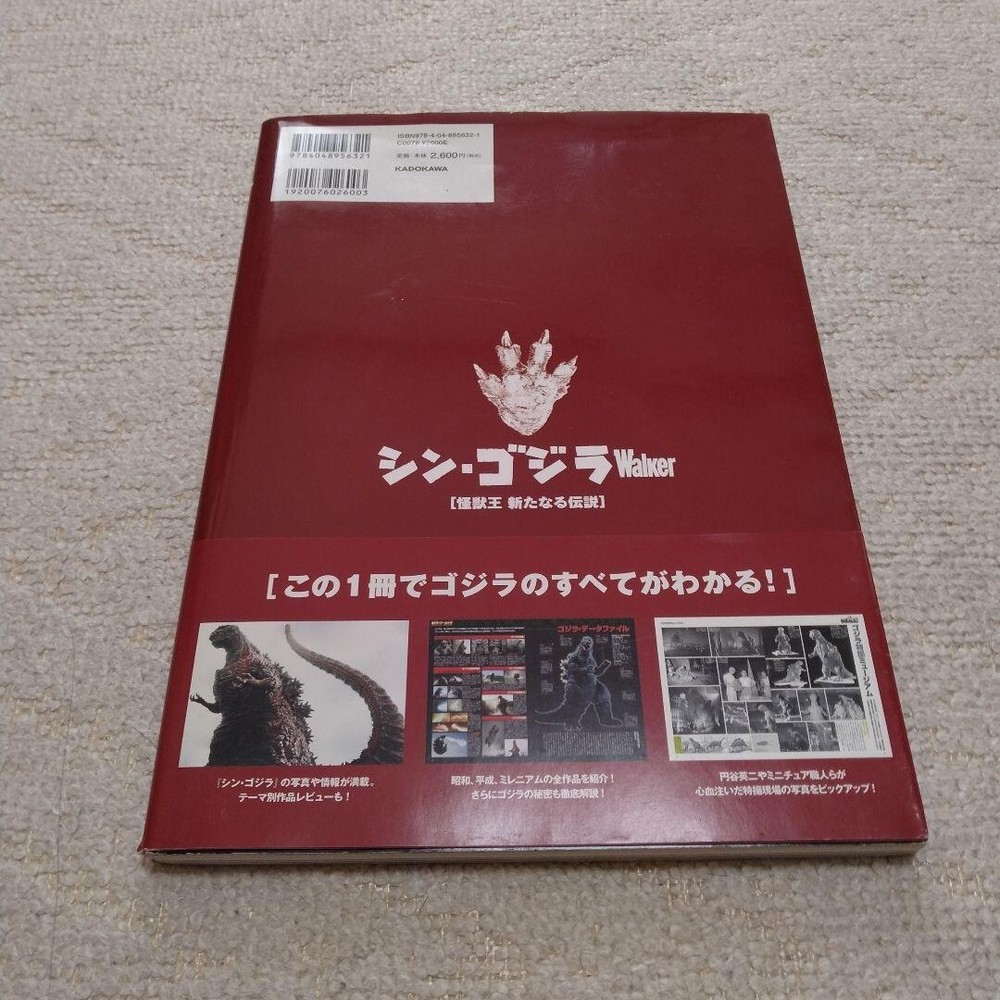 ISBN978-4-04-895632-1
C0076 ¥2600E
9784048956321
定価:本体 2,600円(税別)
KADOKAWA
1920076026003
シン・ゴジラWalker
[怪獣王 新たなる伝説]
[この1冊でゴジラのすべてがわかる!]
ゴジラ・データファイル
『シン・ゴジラ』の写真や情報が満載。
テーマ別作品レビューも!
昭和、平成、ミレニアムの全作品を紹介!
さらにゴジラの秘密も徹底解説!
円谷英二やミニチュア職人らが
心血注いだ特撮現場の写真をピックアップ!